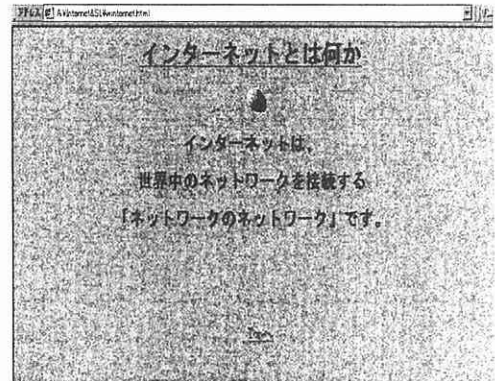 アドレス
インターネットとは何か
インターネットは、
世界中のネットワークを接続する
「ネットワークのネットワーク」です。